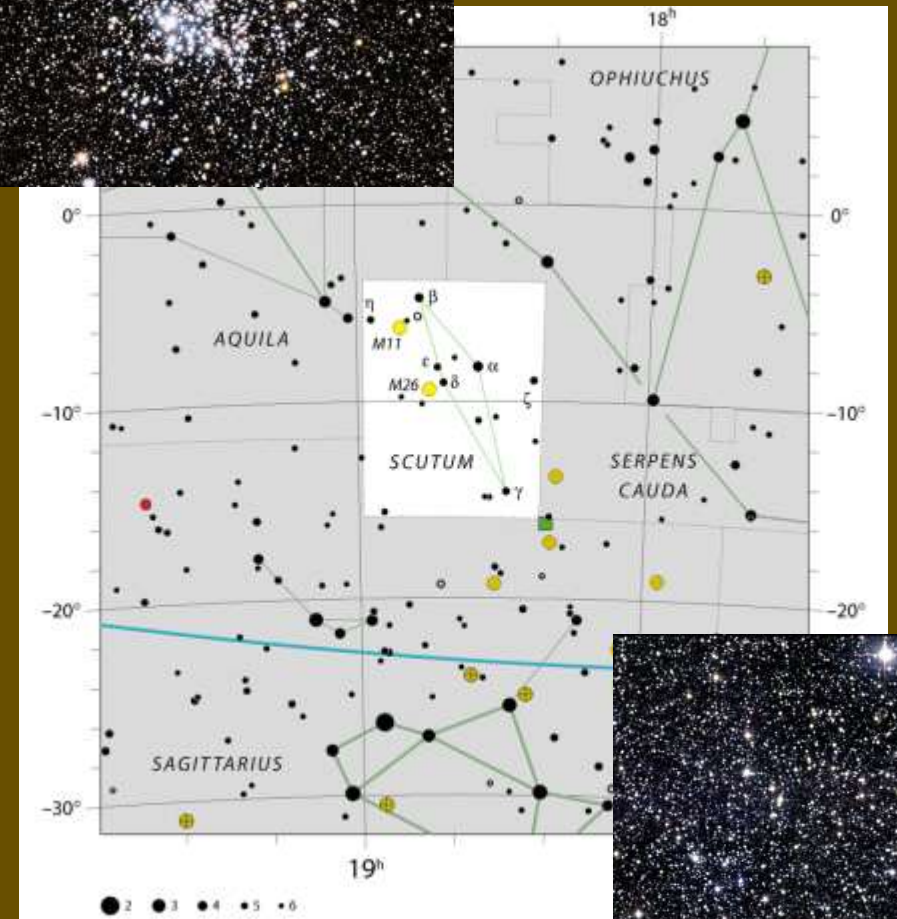 18h
OPHIUCHUS
0° 0°
β
η
M11
AQUILA
ε
α
M26
δ
ζ
-10° -10°
SCUTUM
SERPENS
CAUDA
γ
-20° -20°
SAGITTARIUS
-30°
19h
2 3 4 5 6